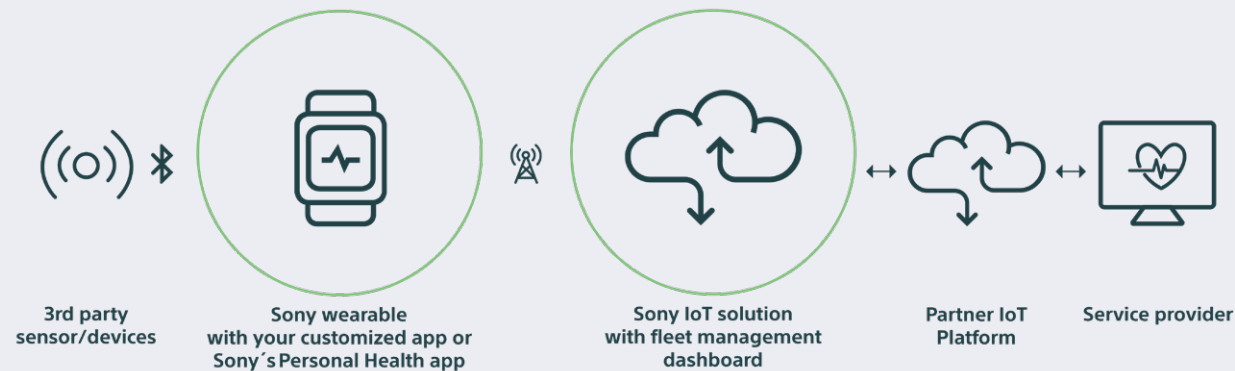 3rd party
sensor/devices
Sony wearable
with your customized app or
Sony´s Personal Health app
Sony IoT solution
with fleet management
dashboard
Partner IoT
Platform
Service provider